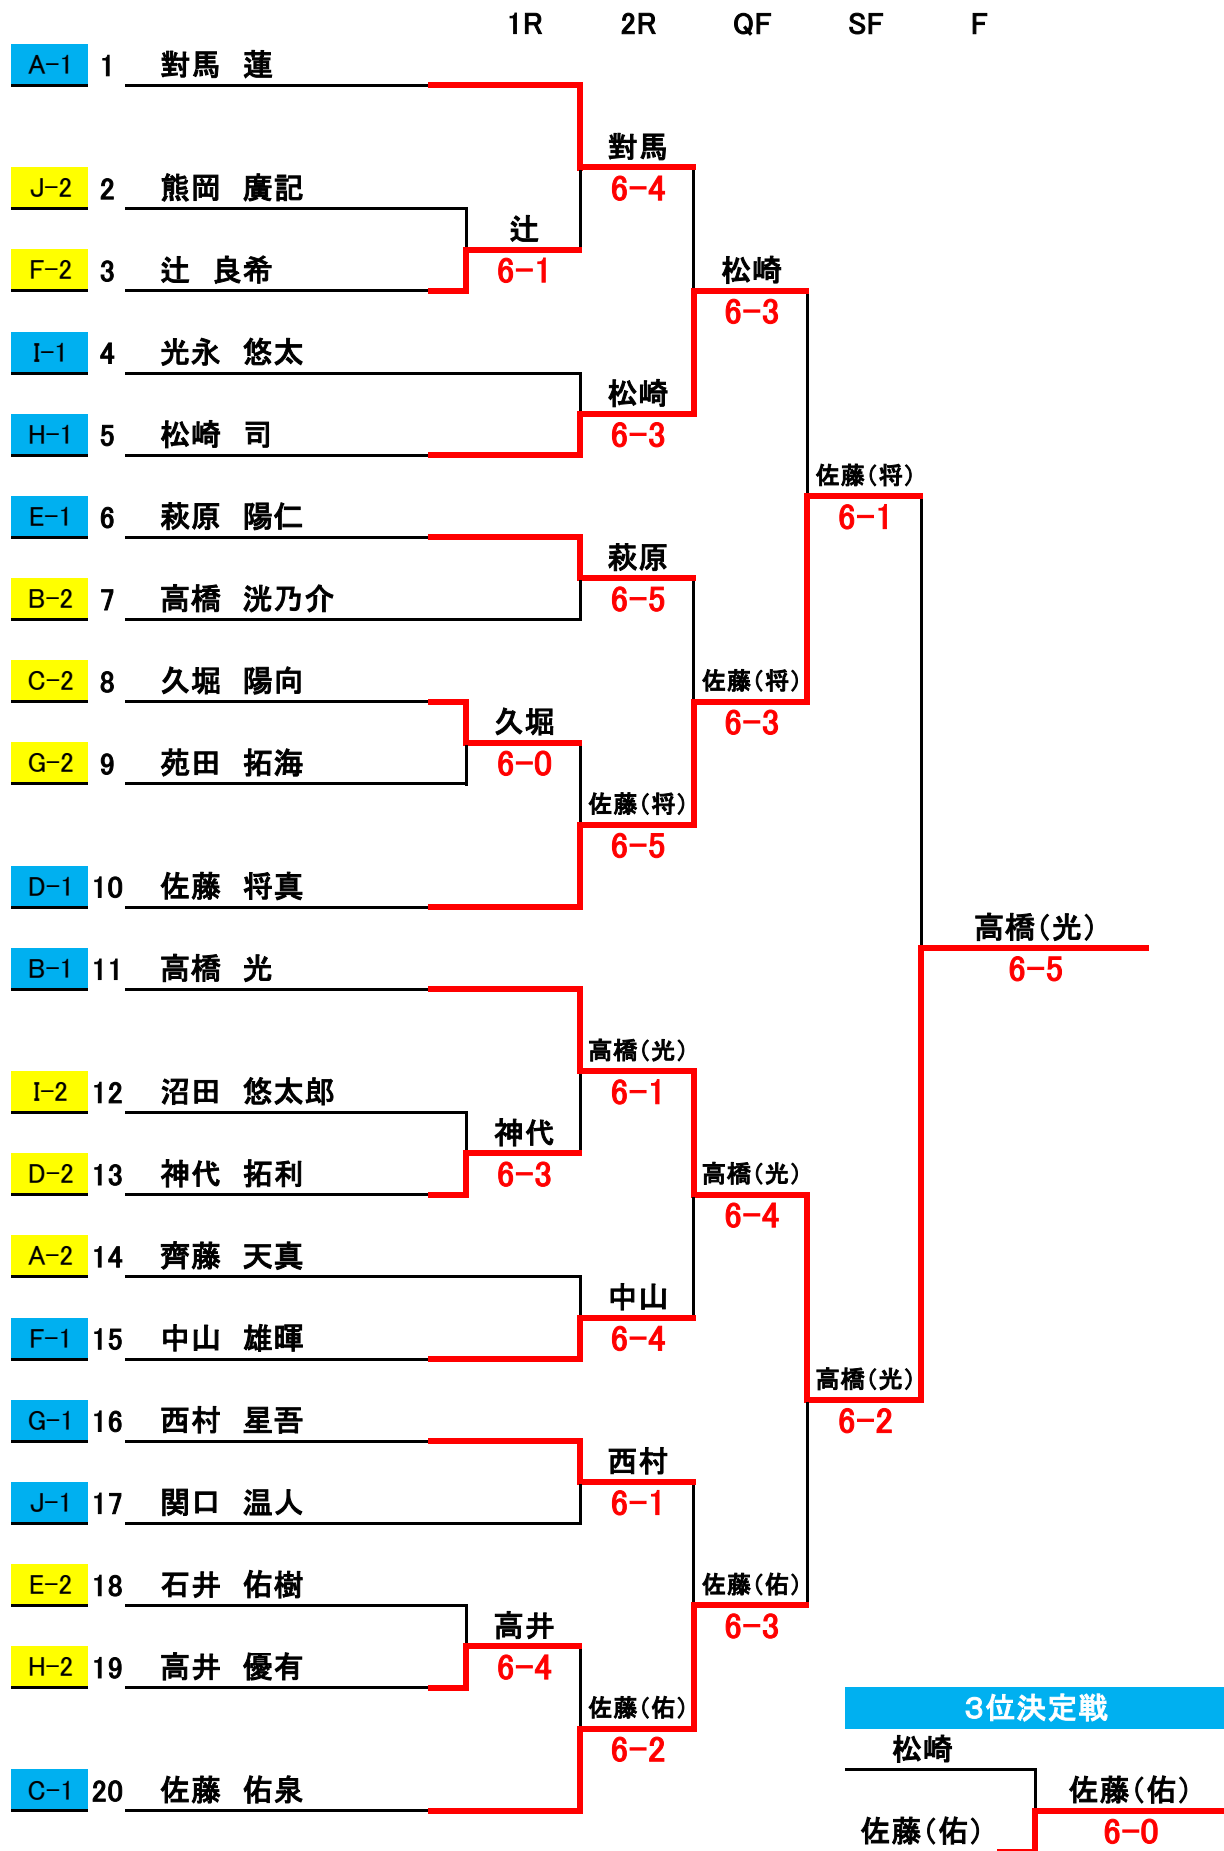 1R 2R QF SF F
A-1 1 對馬 蓮
對馬
J-2 2 熊岡 廣記
6-4
辻
F-2 3 辻 良希
6-1
松崎
6-3
I-1 4 光永 悠太
松崎
H-1 5 松崎 司
6-3
佐藤(将)
E-1 6 萩原 陽仁
6-1
萩原
B-2 7 高橋 洸乃介
6-5
C-2 8 久堀 陽向
佐藤(将)
久堀
6-3
G-2 9 苑田 拓海
6-0
佐藤(将)
6-5
D-1 10 佐藤 将真
高橋(光)
B-1 11 高橋 光
6-5
高橋(光)
I-2 12 沼田 悠太郎
6-1
神代
D-2 13 神代 拓利
6-3
高橋(光)
6-4
A-2 14 齊藤 天真
中山
F-1 15 中山 雄暉
6-4
高橋(光)
G-1 16 西村 星吾
6-2
西村
J-1 17 関口 温人
6-1
E-2 18 石井 佑樹
佐藤(佑)
高井
6-3
H-2 19 高井 優有
6-4
佐藤(佑)
3位決定戦
6-2
松崎
C-1 20 佐藤 佑泉
佐藤(佑)
佐藤(佑)
6-0